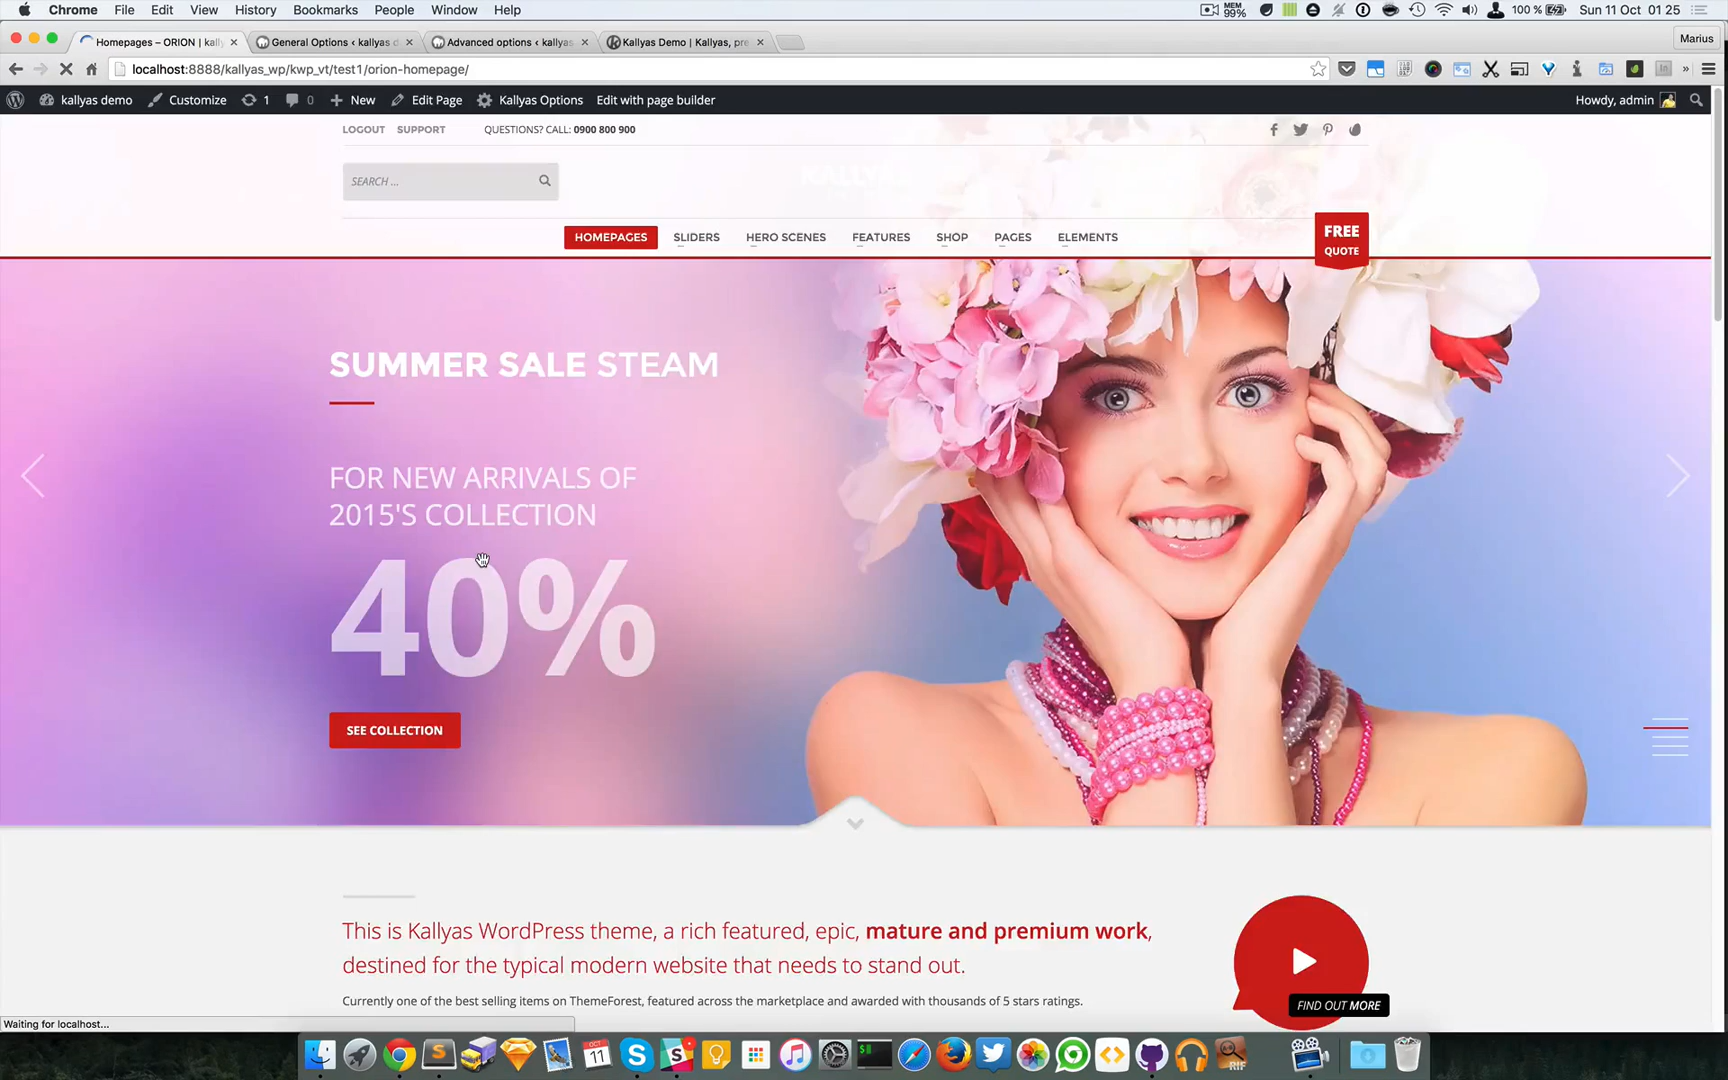 Chrome File Edit View History Bookmarks People Window Help MEM 99% 100 % Sun 11 Oct 01 25
Homepages – ORION | kally General Options ‹ kallyas d Advanced options ‹ kallyas Kallyas Demo | Kallyas, pre Marius
localhost:8888/kallyas_wp/kwp_vt/test1/orion-homepage/
kallyas demo Customize 1 0 New Edit Page Kallyas Options Edit with page builder Howdy, admin
LOGOUT SUPPORT QUESTIONS? CALL: 0900 800 900
SEARCH ... KALLYAS
HOMEPAGES SLIDERS HERO SCENES FEATURES SHOP PAGES ELEMENTS
FREE
QUOTE
SUMMER SALE STEAM
FOR NEW ARRIVALS OF
2015'S COLLECTION
40%
SEE COLLECTION
This is Kallyas WordPress theme, a rich featured, epic, mature and premium work,
destined for the typical modern website that needs to stand out.
Currently one of the best selling items on ThemeForest, featured across the marketplace and awarded with thousands of 5 stars ratings.
FIND OUT MORE
Waiting for localhost...
OCT
11
RIF